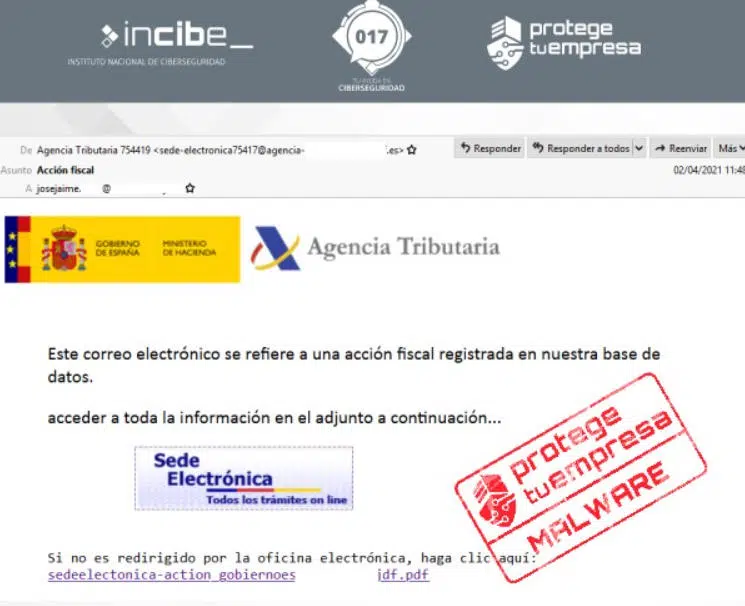 incibe_
INSTITUTO NACIONAL DE CIBERSEGURIDAD
017
TU AYUDA EN
CIBERSEGURIDAD
protege
tuempresa
De Agencia Tributaria 754419 <sede-electronica75417@agencia- .es>
Responder
Responder a todos
Reenviar
Más
Asunto Acción fiscal
02/04/2021 11:48
A josejaime. @
GOBIERNO
DE ESPAÑA
MINISTERIO
DE HACIENDA
Agencia Tributaria
Este correo electrónico se refiere a una acción fiscal registrada en nuestra base de
datos.
acceder a toda la información en el adjunto a continuación...
Sede
Electrónica
Todos los trámites on line
protege
tuempresa
MALWARE
Si no es redirigido por la oficina electrónica, haga clic aquí:
sedeelectonica-action gobiernoes jdf.pdf